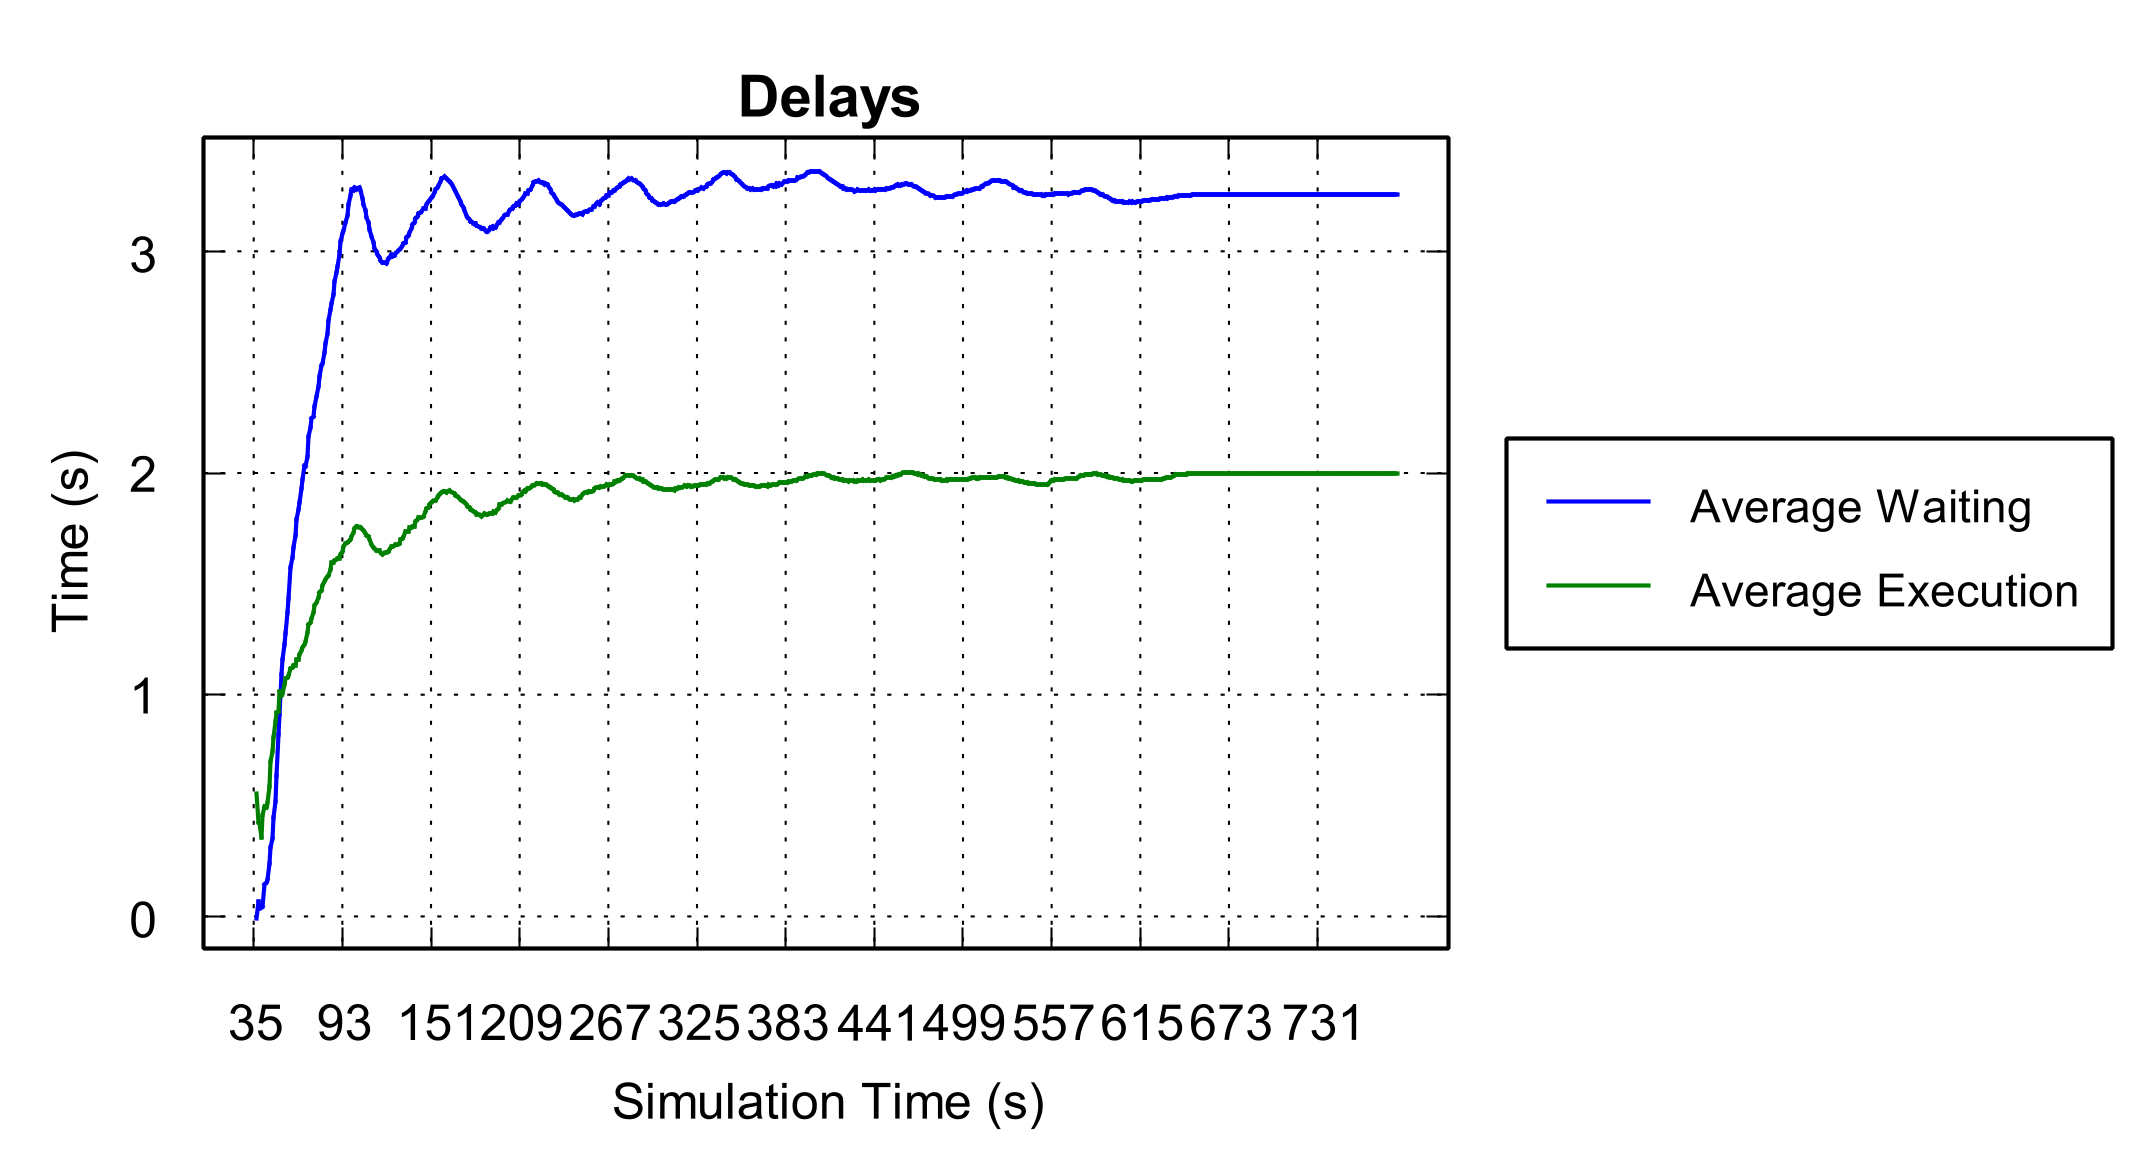 Delays
Time (s)
3
2
1
0
35 93 151 209 267 325 383 441 499 557 615 673 731
Simulation Time (s)
Average Waiting
Average Execution